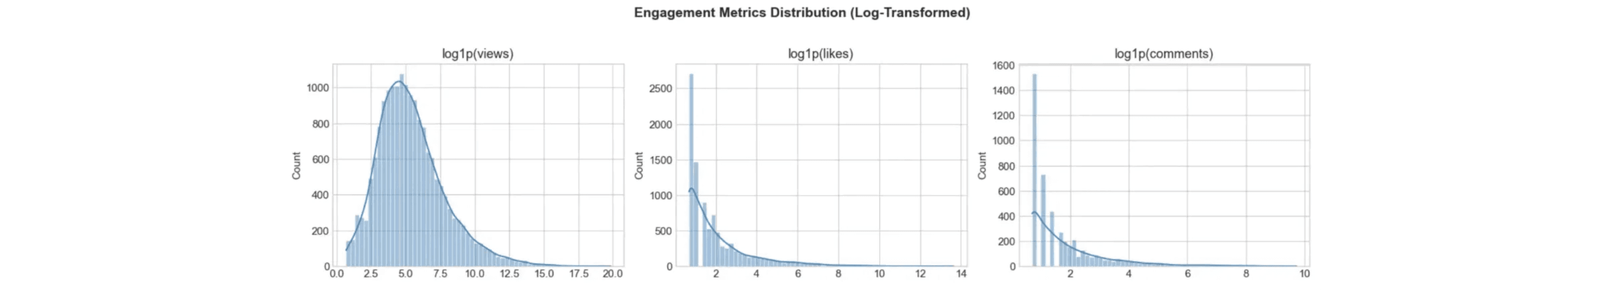 Engagement Metrics Distribution (Log-Transformed)
log1p(views)
1000
800
600
400
200
0
Count
0.0 2.5 5.0 7.5 10.0 12.5 15.0 17.5 20.0
log1p(likes)
2500
2000
1500
1000
500
0
Count
2 4 6 8 10 12 14
log1p(comments)
1600
1400
1200
1000
800
600
400
200
0
Count
2 4 6 8 10